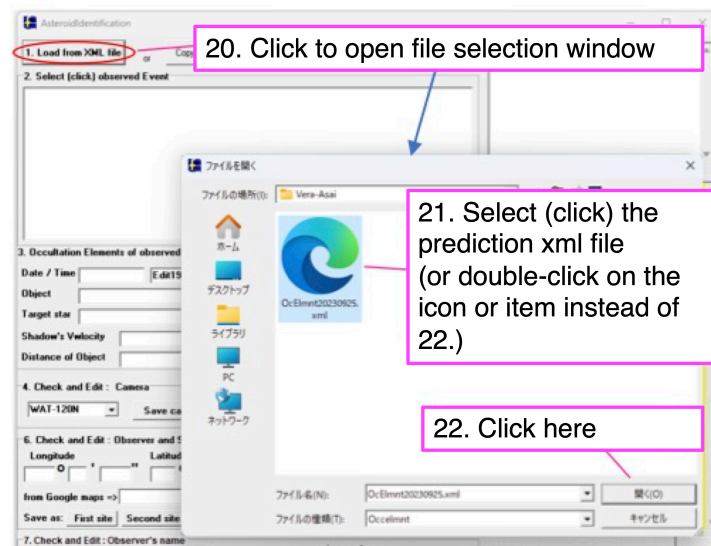 AsteroidIdentification
1. Load from XML file
or
Copy
20. Click to open file selection window
2. Select (click) observed Event
ファイルを開く
ファイルの場所(I):
Vera-Asai
ホーム
デスクトップ
ライブラリ
PC
ネットワーク
OcElmnt20230925.
xml
21. Select (click) the
prediction xml file
(or double-click on the
icon or item instead of
22.)
3. Occultation Elements of observed
Date / Time
Edit19
Object
Target star
Shadow's Vwlocity
Distance of Object
4. Check and Edit : Camera
WAT-120N
Save ca
22. Click here
6. Check and Edit : Observer and S
Longitude
Latitud
o ' "
from Google maps =>
Save as: First site Second site
ファイル名(N):
OcElmnt20230925.xml
開く(O)
ファイルの種類(T):
Occelmnt
キャンセル
7. Check and Edit : Observer's name